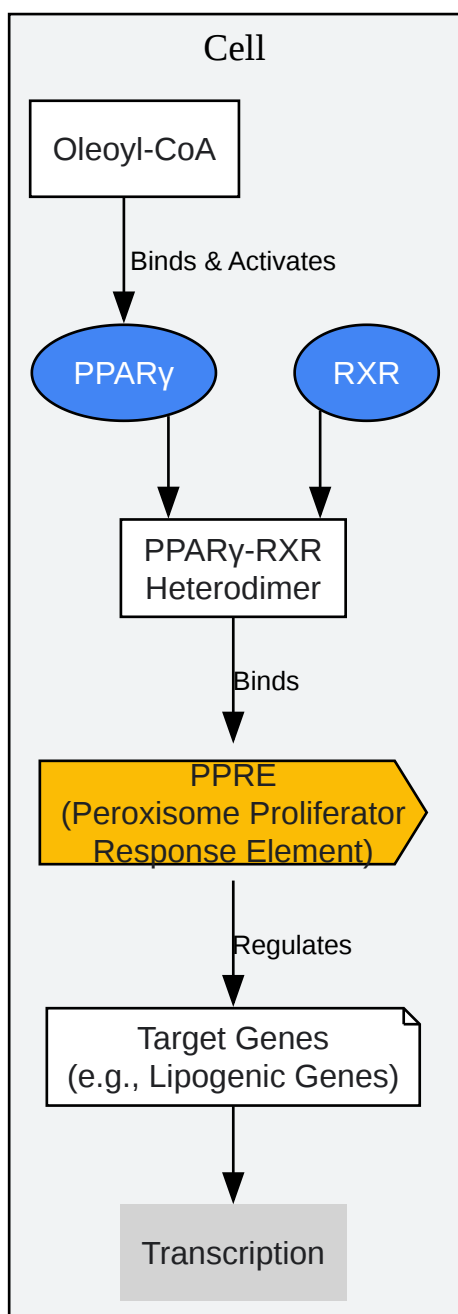 Cell
Oleoyl-CoA
Binds & Activates
PPARγ
RXR
PPARγ-RXR
Heterodimer
Binds
PPRE
(Peroxisome Proliferator
Response Element)
Regulates
Target Genes
(e.g., Lipogenic Genes)
Transcription